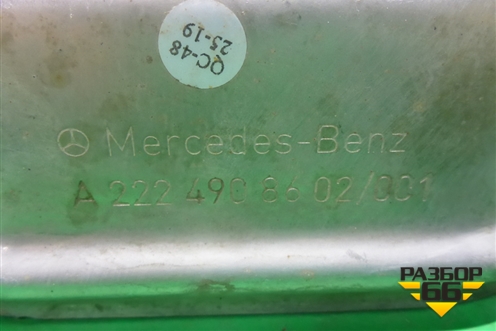 QC-48
25-19
Mercedes-Benz
A 222 490 86 02/001
РАЗБОР
66